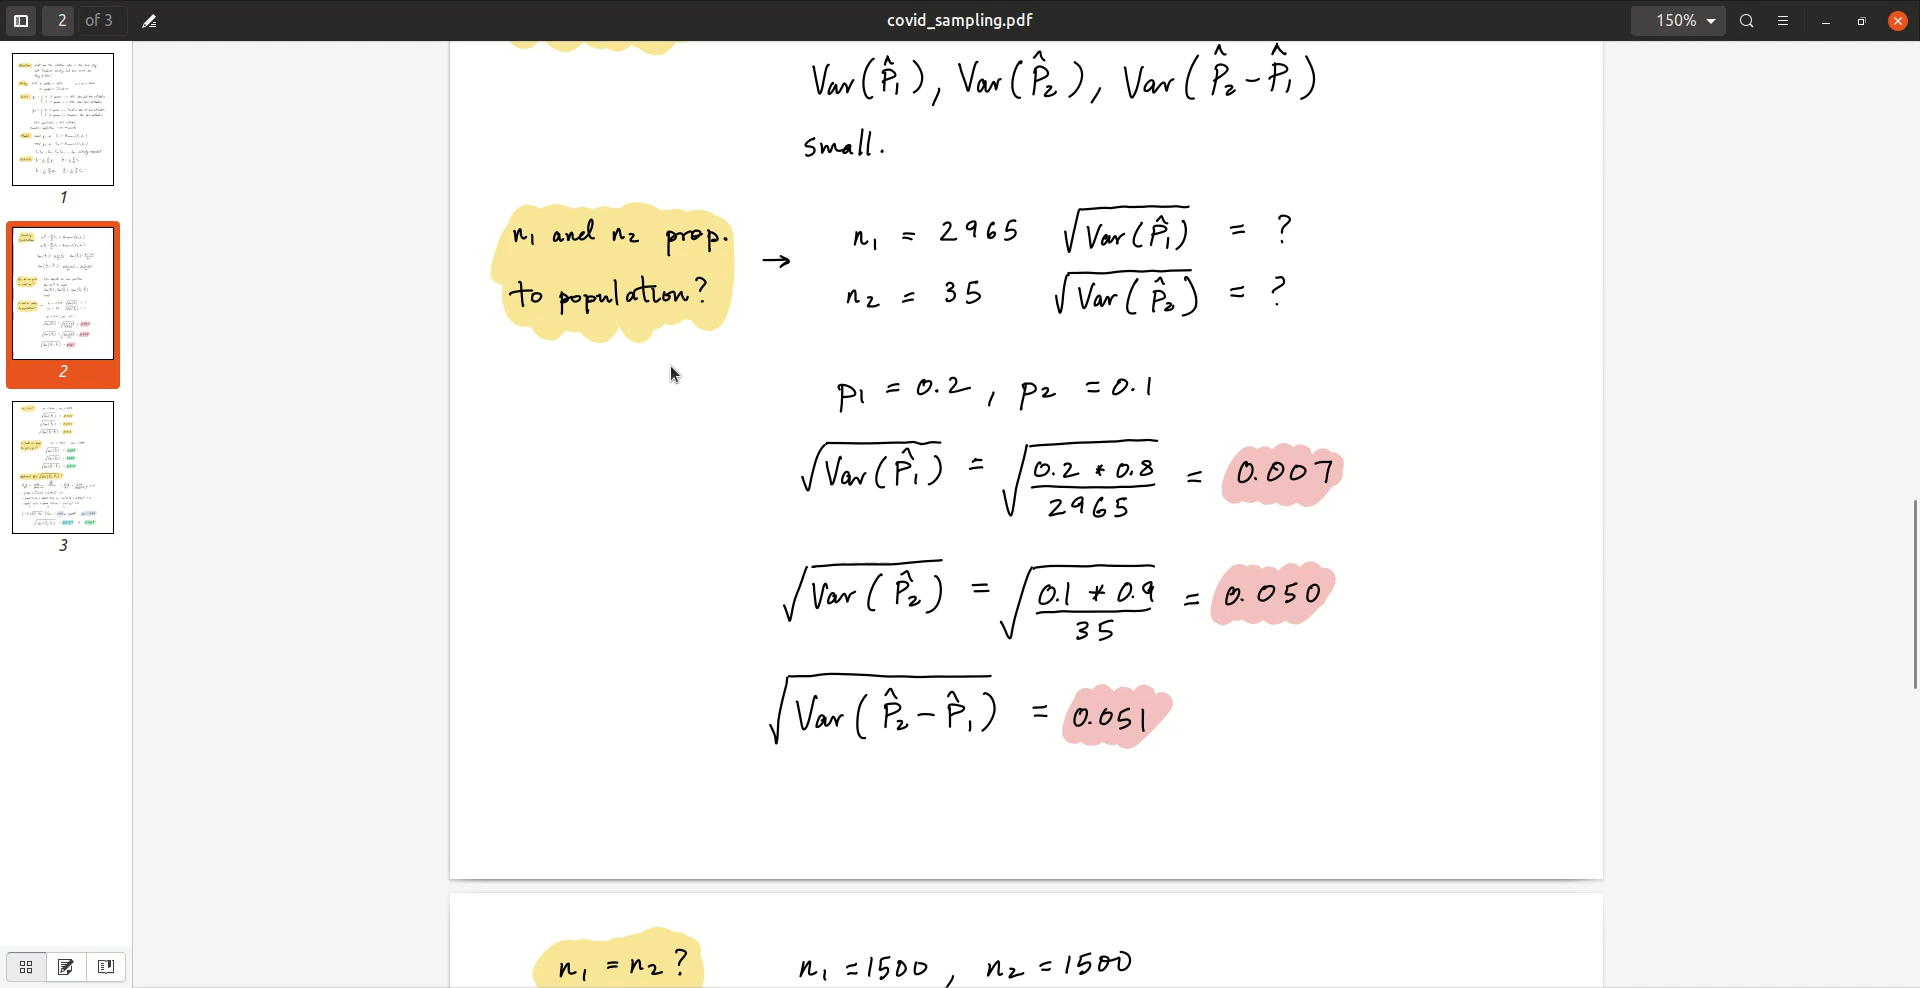 2 of 3
covid_sampling.pdf
150%
1
2
3
Var(P̂₁), Var(P̂₂), Var(P̂₂-P̂₁)
small.
n₁ and n₂ prop.
to population?
→
n₁ = 2965 √Var(P̂₁) = ?
n₂ = 35 √Var(P̂₂) = ?
p₁ = 0.2, p₂ = 0.1
√Var(P̂₁) = √(0.2 * 0.8 / 2965) = 0.007
√Var(P̂₂) = √(0.1 * 0.9 / 35) = 0.050
√Var(P̂₂-P̂₁) = 0.051
n₁ = n₂? n₁ = 1500, n₂ = 1500